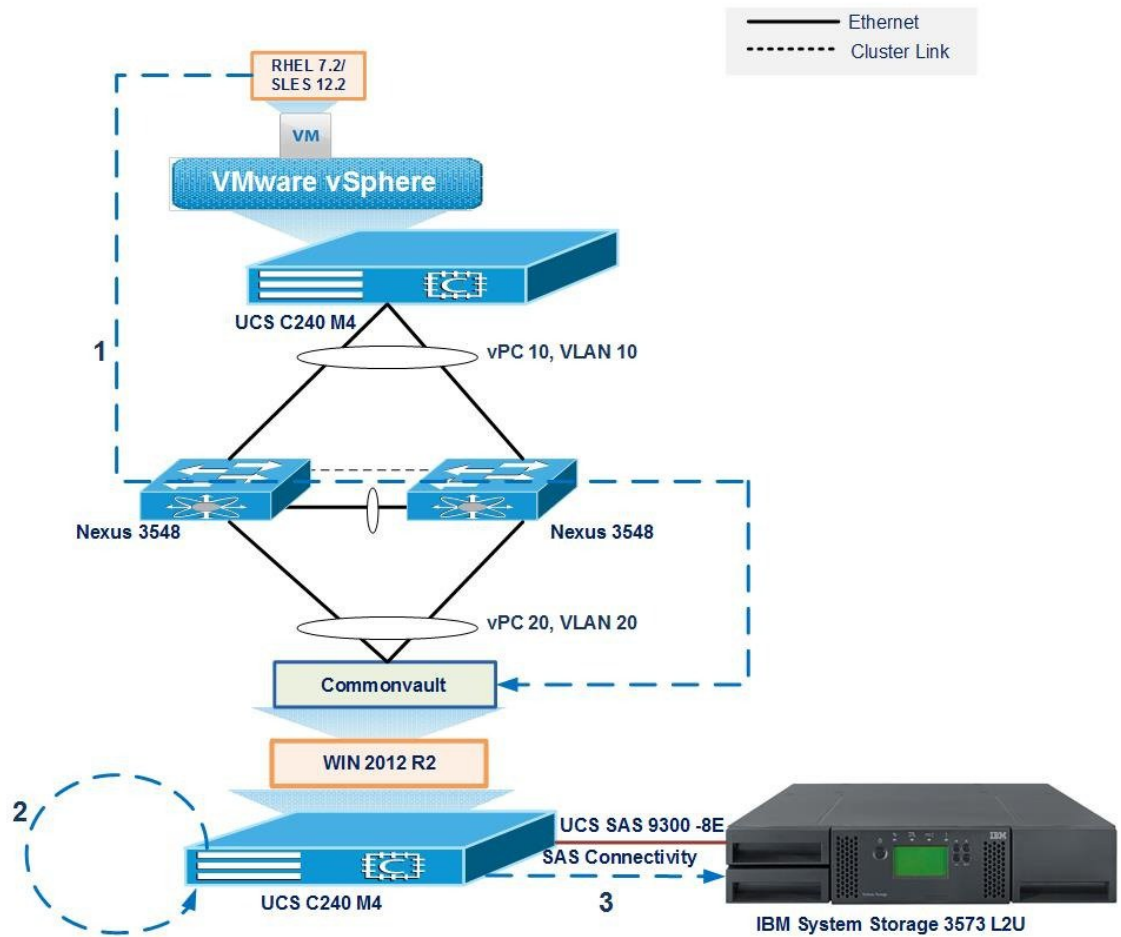 Ethernet
Cluster Link
RHEL 7.2/
SLES 12.2
VM
VMware vSphere
C
UCS C240 M4
1
vPC 10, VLAN 10
Nexus 3548
Nexus 3548
vPC 20, VLAN 20
Commonvault
WIN 2012 R2
2
UCS SAS 9300 -8E
IBM
SAS Connectivity
C
UCS C240 M4
3
IBM System Storage 3573 L2U